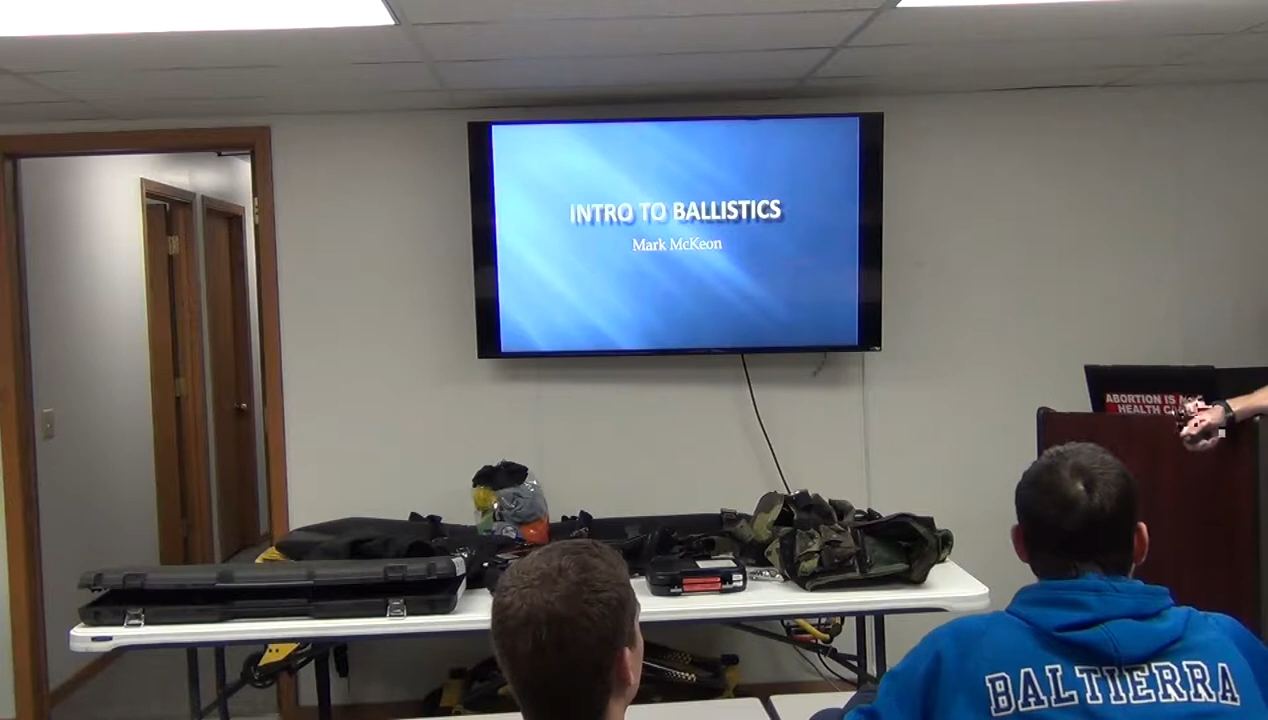 INTRO TO BALLISTICS
Mark McKeon
ABORTION IS
HEALTH
BALTIERRA